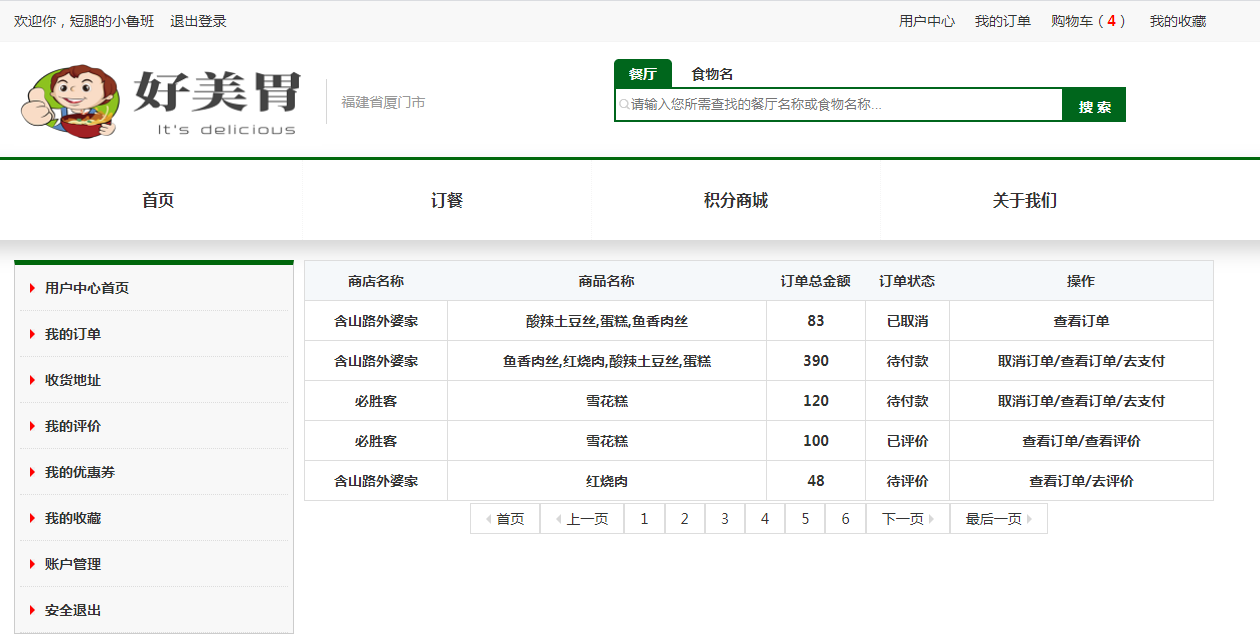 欢迎你，短腿的小鲁班 退出登录 用户中心 我的订单 购物车（4） 我的收藏
好美胃
It's delicious
福建省厦门市
餐厅 食物名
请输入您所需查找的餐厅名称或食物名称... 搜 索
首页 订餐 积分商城 关于我们
用户中心首页
我的订单
收货地址
我的评价
我的优惠券
我的收藏
账户管理
安全退出
商店名称 商品名称 订单总金额 订单状态 操作
含山路外婆家 酸辣土豆丝,蛋糕,鱼香肉丝 83 已取消 查看订单
含山路外婆家 鱼香肉丝,红烧肉,酸辣土豆丝,蛋糕 390 待付款 取消订单/查看订单/去支付
必胜客 雪花糕 120 待付款 取消订单/查看订单/去支付
必胜客 雪花糕 100 已评价 查看订单/查看评价
含山路外婆家 红烧肉 48 待评价 查看订单/去评价
首页 上一页 1 2 3 4 5 6 下一页 最后一页